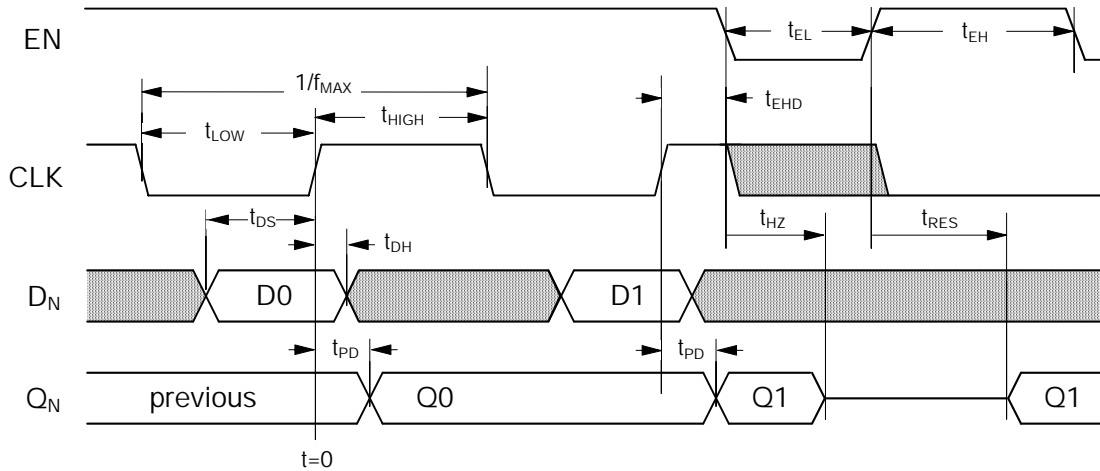 EN
t_EL
t_EH
1/f_MAX
t_EHD
t_LOW
t_HIGH
CLK
t_DS
t_DH
t_HZ
t_RES
D_N
D0
D1
t_PD
t_PD
Q_N
previous
Q0
Q1
Q1
t=0